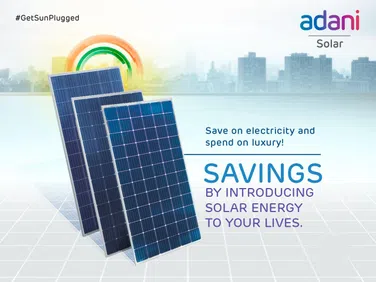 #GetSunPlugged
adani
Solar
Save on electricity and
spend on luxury!
SAVINGS
BY INTRODUCING
SOLAR ENERGY
TO YOUR LIVES.